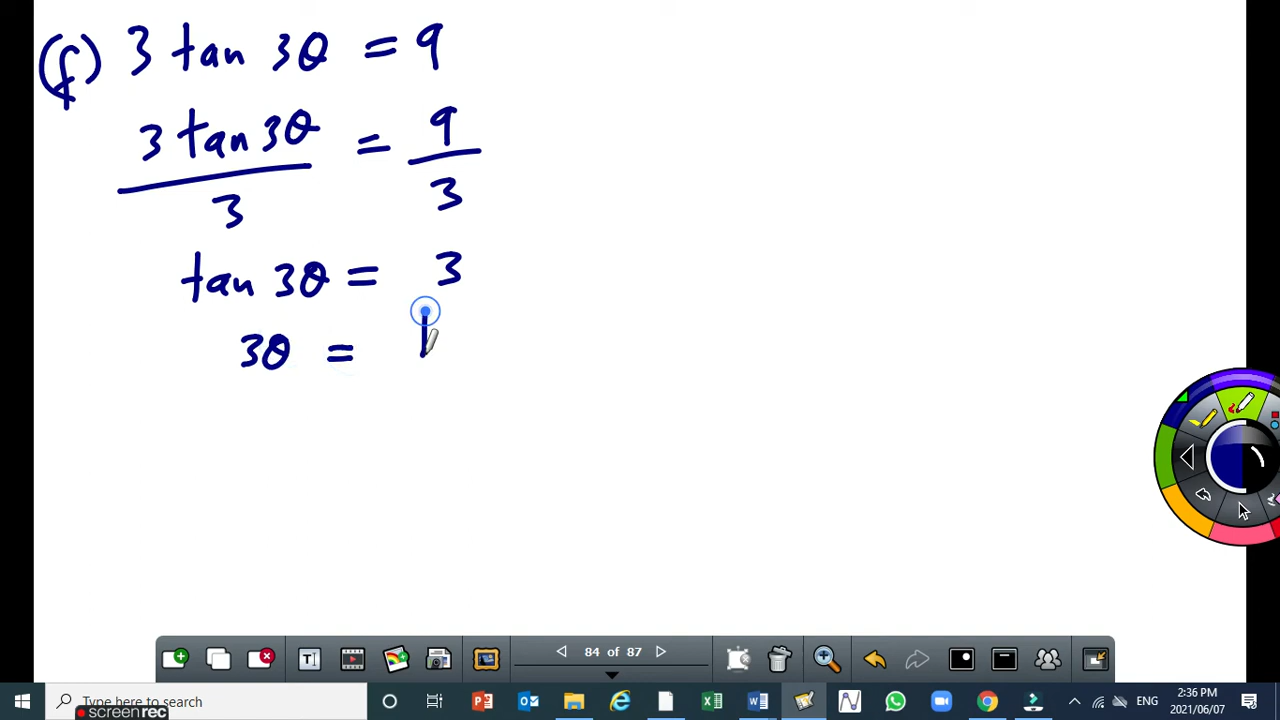 (f) 3 tan 3θ = 9
3 tan 3θ = 9
3 3
tan 3θ = 3
3θ =
T
84 of 87
Type here to search
screenrec
ENG
2:36 PM
2021/06/07